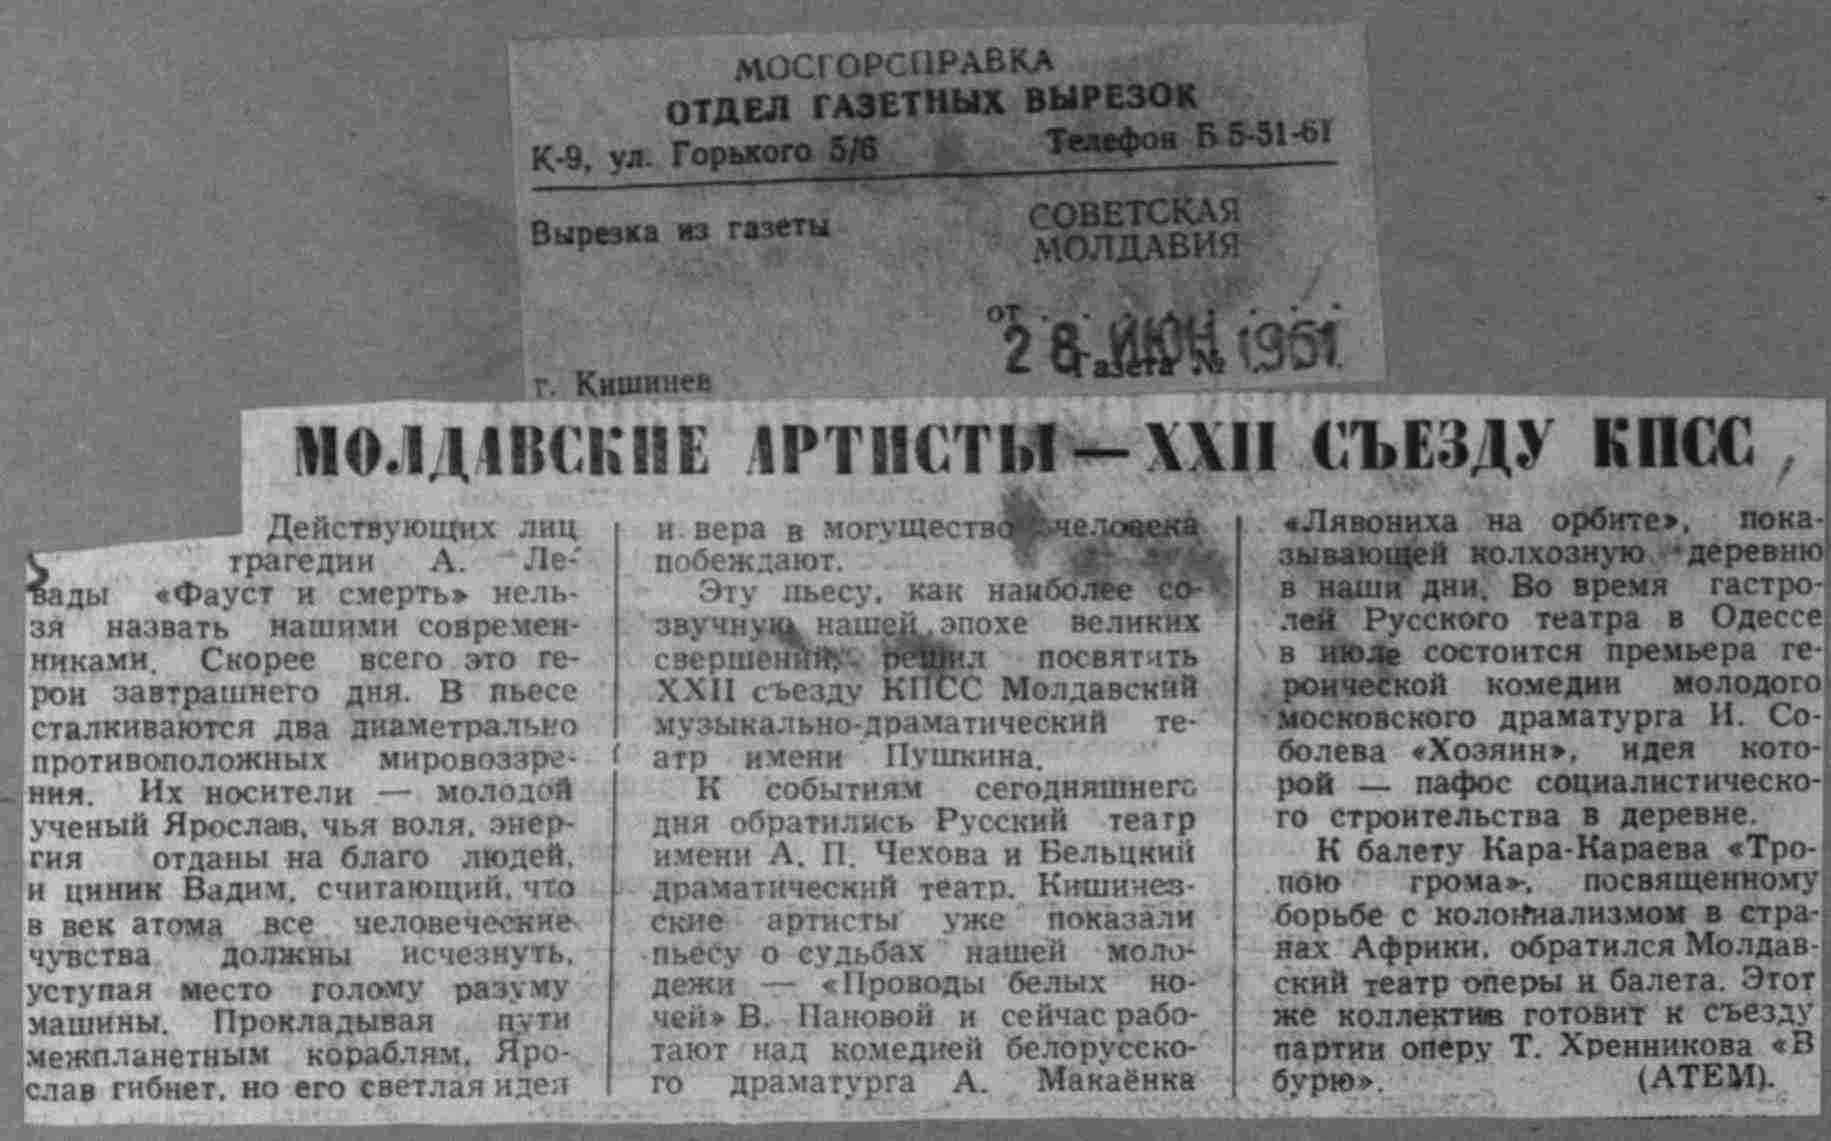 МОСГОРСПРАВКА
ОТДЕЛ ГАЗЕТНЫХ ВЫРЕЗОК
К-9, ул. Горького 5/6 Телефон Б 5-51-61
Вырезка из газеты
СОВЕТСКАЯ
МОЛДАВИЯ
от
28 ИЮН 1961
Газета №
г. Кишинев
МОЛДАВСКИЕ АРТИСТЫ — XXII СЪЕЗДУ КПСС
Действующих лиц
трагедии А. Ле-
вады «Фауст и смерть» нель-
зя назвать нашими современ-
никами. Скорее всего это ге-
рои завтрашнего дня. В пьесе
сталкиваются два диаметрально
противоположных мировоззре-
ния. Их носители — молодой
ученый Ярослав, чья воля, энер-
гия отданы на благо людей,
и циник Вадим, считающий, что
в век атома все человеческие
чувства должны исчезнуть,
уступая место голому разуму
машины. Прокладывая пути
межпланетным кораблям, Яро-
слав гибнет, но его светлая идея
и вера в могущество человека
побеждают.
Эту пьесу, как наиболее со-
звучную нашей эпохе великих
свершений, решил посвятить
XXII съезду КПСС Молдавский
музыкально-драматический те-
атр имени Пушкина.
К событиям сегодняшнего
дня обратились Русский театр
имени А. П. Чехова и Бельцкий
драматический театр. Кишинев-
ские артисты уже показали
пьесу о судьбах нашей моло-
дежи — «Проводы белых но-
чей» В. Пановой и сейчас рабо-
тают над комедией белорусско-
го драматурга А. Макаёнка
«Лявониха на орбите», пока-
зывающей колхозную деревню
в наши дни. Во время гастро-
лей Русского театра в Одессе
в июле состоится премьера ге-
роической комедии молодого
московского драматурга И. Со-
болева «Хозяин», идея кото-
рой — пафос социалистическо-
го строительства в деревне.
К балету Кара-Караева «Тро-
пою грома», посвященному
борьбе с колониализмом в стра-
нах Африки, обратился Молдав-
ский театр оперы и балета. Этот
же коллектив готовит к съезду
партии оперу Т. Хренникова «В
бурю». (АТЕМ).